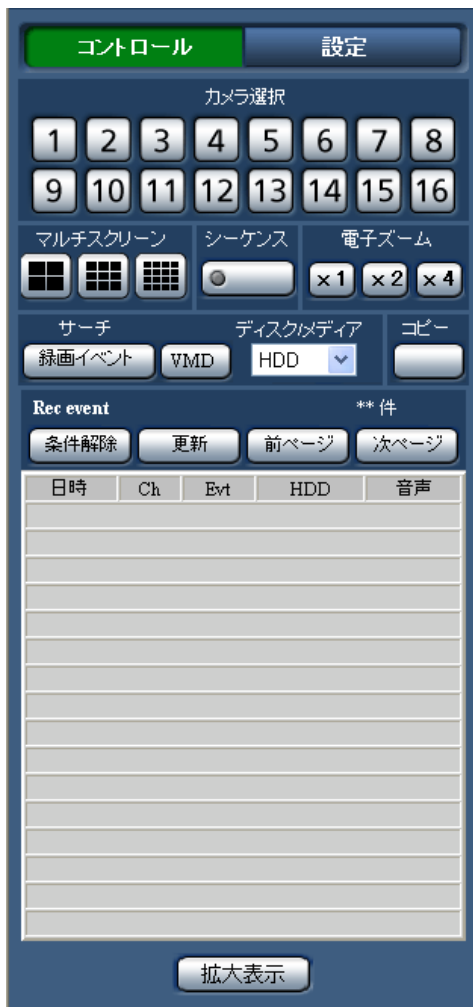 コントロール 設定
カメラ選択
1 2 3 4 5 6 7 8
9 10 11 12 13 14 15 16
マルチスクリーン シーケンス 電子ズーム
×1 ×2 ×4
サーチ ディスク/メディア コピー
録画イベント VMD HDD
Rec event ** 件
条件解除 更新 前ページ 次ページ
日時 Ch Evt HDD 音声
拡大表示